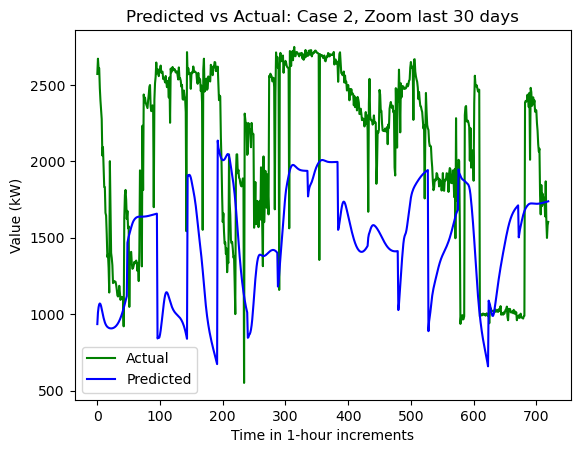 Predicted vs Actual: Case 2, Zoom last 30 days
Value (kW)
2500
2000
1500
1000
500
Actual
Predicted
0 100 200 300 400 500 600 700
Time in 1-hour increments